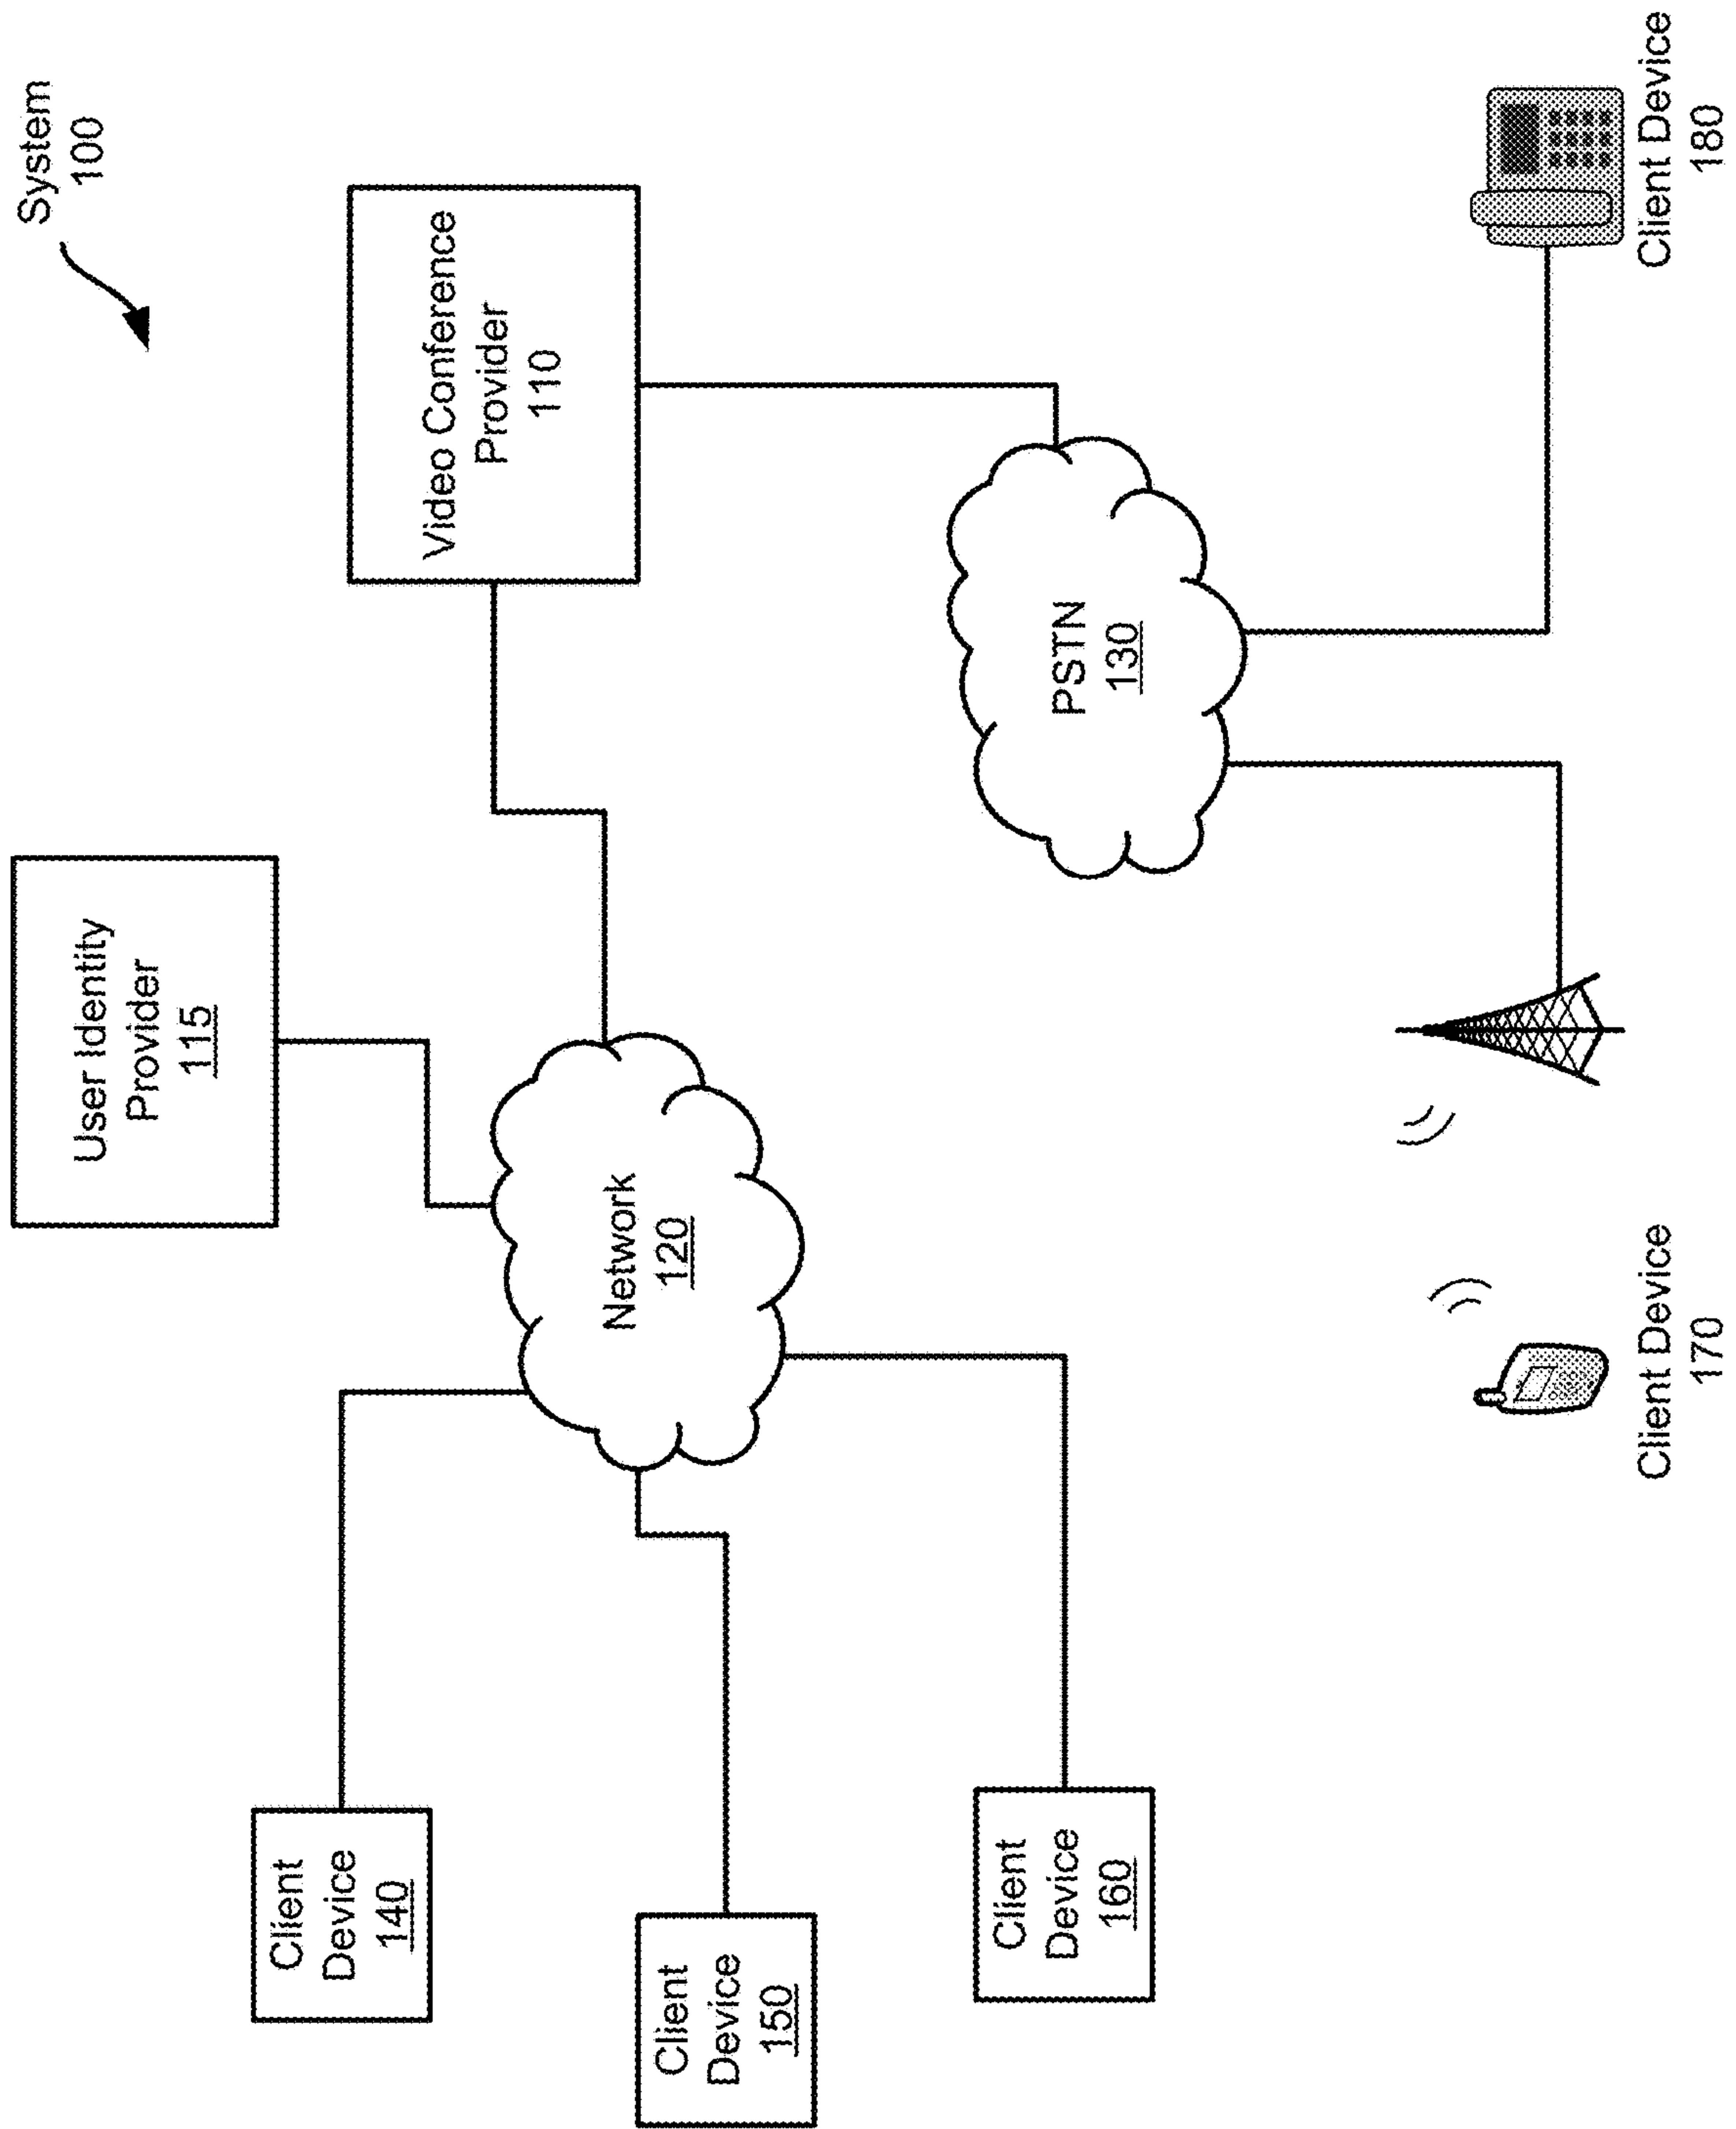 System
100
User Identity
Provider
115
Video Conference
Provider
110
Client
Device
140
Network
120
Client
Device
150
PSTN
130
Client
Device
160
Client Device
170
Client Device
180